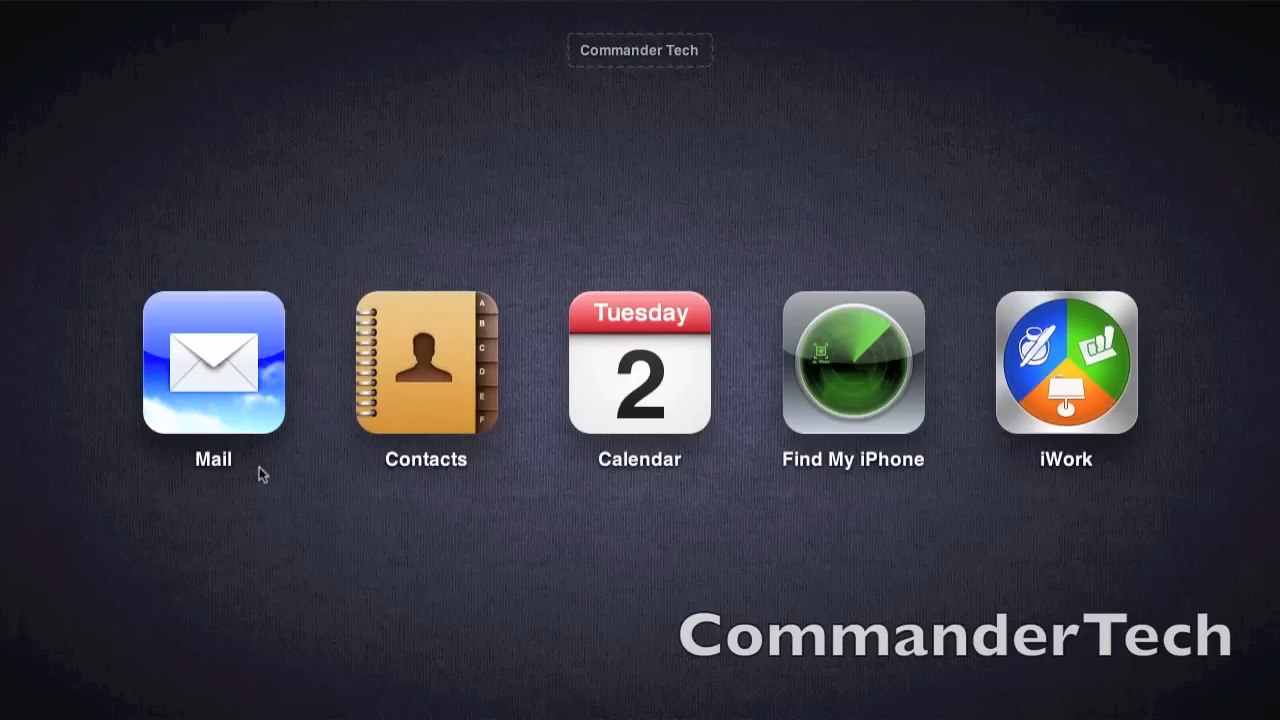 Commander Tech
Tuesday
2
A
B
C
D
E
F
Mail
Contacts
Calendar
Find My iPhone
iWork
CommanderTech